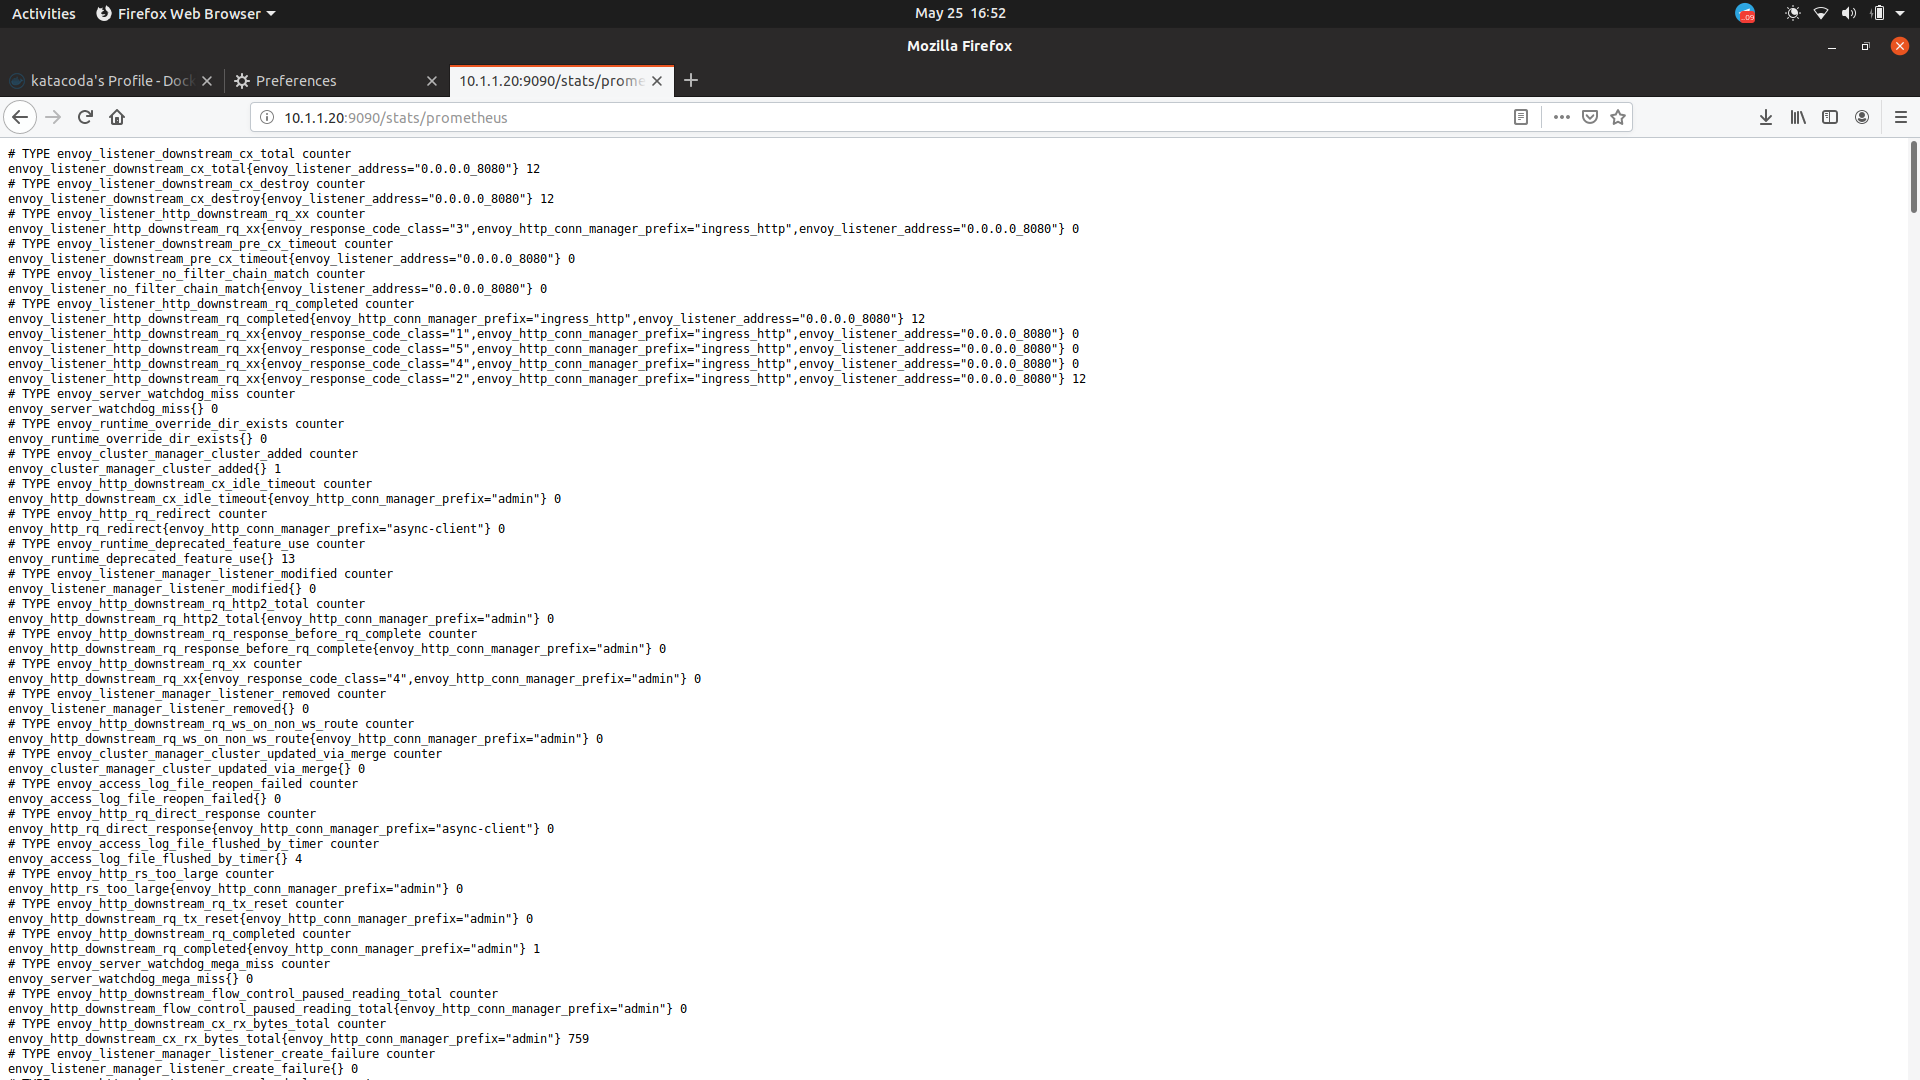 Activities Firefox Web Browser May 25 16:52
Mozilla Firefox
katacoda's Profile - Dock Preferences 10.1.1.20:9090/stats/prome
10.1.1.20:9090/stats/prometheus
# TYPE envoy_listener_downstream_cx_total counter
envoy_listener_downstream_cx_total{envoy_listener_address="0.0.0.0_8080"} 12
# TYPE envoy_listener_downstream_cx_destroy counter
envoy_listener_downstream_cx_destroy{envoy_listener_address="0.0.0.0_8080"} 12
# TYPE envoy_listener_http_downstream_rq_xx counter
envoy_listener_http_downstream_rq_xx{envoy_response_code_class="3",envoy_http_conn_manager_prefix="ingress_http",envoy_listener_address="0.0.0.0_8080"} 0
# TYPE envoy_listener_downstream_pre_cx_timeout counter
envoy_listener_downstream_pre_cx_timeout{envoy_listener_address="0.0.0.0_8080"} 0
# TYPE envoy_listener_no_filter_chain_match counter
envoy_listener_no_filter_chain_match{envoy_listener_address="0.0.0.0_8080"} 0
# TYPE envoy_listener_http_downstream_rq_completed counter
envoy_listener_http_downstream_rq_completed{envoy_http_conn_manager_prefix="ingress_http",envoy_listener_address="0.0.0.0_8080"} 12
envoy_listener_http_downstream_rq_xx{envoy_response_code_class="1",envoy_http_conn_manager_prefix="ingress_http",envoy_listener_address="0.0.0.0_8080"} 0
envoy_listener_http_downstream_rq_xx{envoy_response_code_class="5",envoy_http_conn_manager_prefix="ingress_http",envoy_listener_address="0.0.0.0_8080"} 0
envoy_listener_http_downstream_rq_xx{envoy_response_code_class="4",envoy_http_conn_manager_prefix="ingress_http",envoy_listener_address="0.0.0.0_8080"} 0
envoy_listener_http_downstream_rq_xx{envoy_response_code_class="2",envoy_http_conn_manager_prefix="ingress_http",envoy_listener_address="0.0.0.0_8080"} 12
# TYPE envoy_server_watchdog_miss counter
envoy_server_watchdog_miss{} 0
# TYPE envoy_runtime_override_dir_exists counter
envoy_runtime_override_dir_exists{} 0
# TYPE envoy_cluster_manager_cluster_added counter
envoy_cluster_manager_cluster_added{} 1
# TYPE envoy_http_downstream_cx_idle_timeout counter
envoy_http_downstream_cx_idle_timeout{envoy_http_conn_manager_prefix="admin"} 0
# TYPE envoy_http_rq_redirect counter
envoy_http_rq_redirect{envoy_http_conn_manager_prefix="async-client"} 0
# TYPE envoy_runtime_deprecated_feature_use counter
envoy_runtime_deprecated_feature_use{} 13
# TYPE envoy_listener_manager_listener_modified counter
envoy_listener_manager_listener_modified{} 0
# TYPE envoy_http_downstream_rq_http2_total counter
envoy_http_downstream_rq_http2_total{envoy_http_conn_manager_prefix="admin"} 0
# TYPE envoy_http_downstream_rq_response_before_rq_complete counter
envoy_http_downstream_rq_response_before_rq_complete{envoy_http_conn_manager_prefix="admin"} 0
# TYPE envoy_http_downstream_rq_xx counter
envoy_http_downstream_rq_xx{envoy_response_code_class="4",envoy_http_conn_manager_prefix="admin"} 0
# TYPE envoy_listener_manager_listener_removed counter
envoy_listener_manager_listener_removed{} 0
# TYPE envoy_http_downstream_rq_ws_on_non_ws_route counter
envoy_http_downstream_rq_ws_on_non_ws_route{envoy_http_conn_manager_prefix="admin"} 0
# TYPE envoy_cluster_manager_cluster_updated_via_merge counter
envoy_cluster_manager_cluster_updated_via_merge{} 0
# TYPE envoy_access_log_file_reopen_failed counter
envoy_access_log_file_reopen_failed{} 0
# TYPE envoy_http_rq_direct_response counter
envoy_http_rq_direct_response{envoy_http_conn_manager_prefix="async-client"} 0
# TYPE envoy_access_log_file_flushed_by_timer counter
envoy_access_log_file_flushed_by_timer{} 4
# TYPE envoy_http_rs_too_large counter
envoy_http_rs_too_large{envoy_http_conn_manager_prefix="admin"} 0
# TYPE envoy_http_downstream_rq_tx_reset counter
envoy_http_downstream_rq_tx_reset{envoy_http_conn_manager_prefix="admin"} 0
# TYPE envoy_http_downstream_rq_completed counter
envoy_http_downstream_rq_completed{envoy_http_conn_manager_prefix="admin"} 1
# TYPE envoy_server_watchdog_mega_miss counter
envoy_server_watchdog_mega_miss{} 0
# TYPE envoy_http_downstream_flow_control_paused_reading_total counter
envoy_http_downstream_flow_control_paused_reading_total{envoy_http_conn_manager_prefix="admin"} 0
# TYPE envoy_http_downstream_cx_rx_bytes_total counter
envoy_http_downstream_cx_rx_bytes_total{envoy_http_conn_manager_prefix="admin"} 759
# TYPE envoy_listener_manager_listener_create_failure counter
envoy_listener_manager_listener_create_failure{} 0